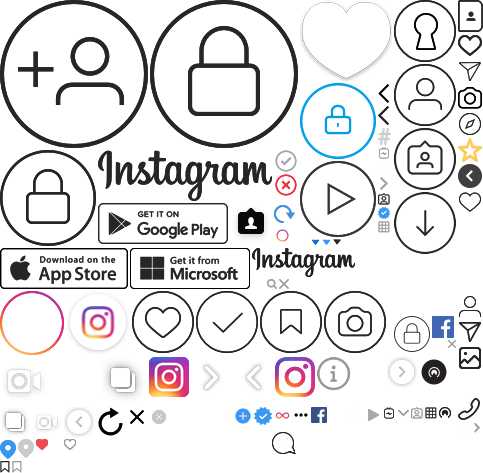 Instagram
GET IT ON
Google Play
Download on the
App Store
Get it from
Microsoft
Instagram